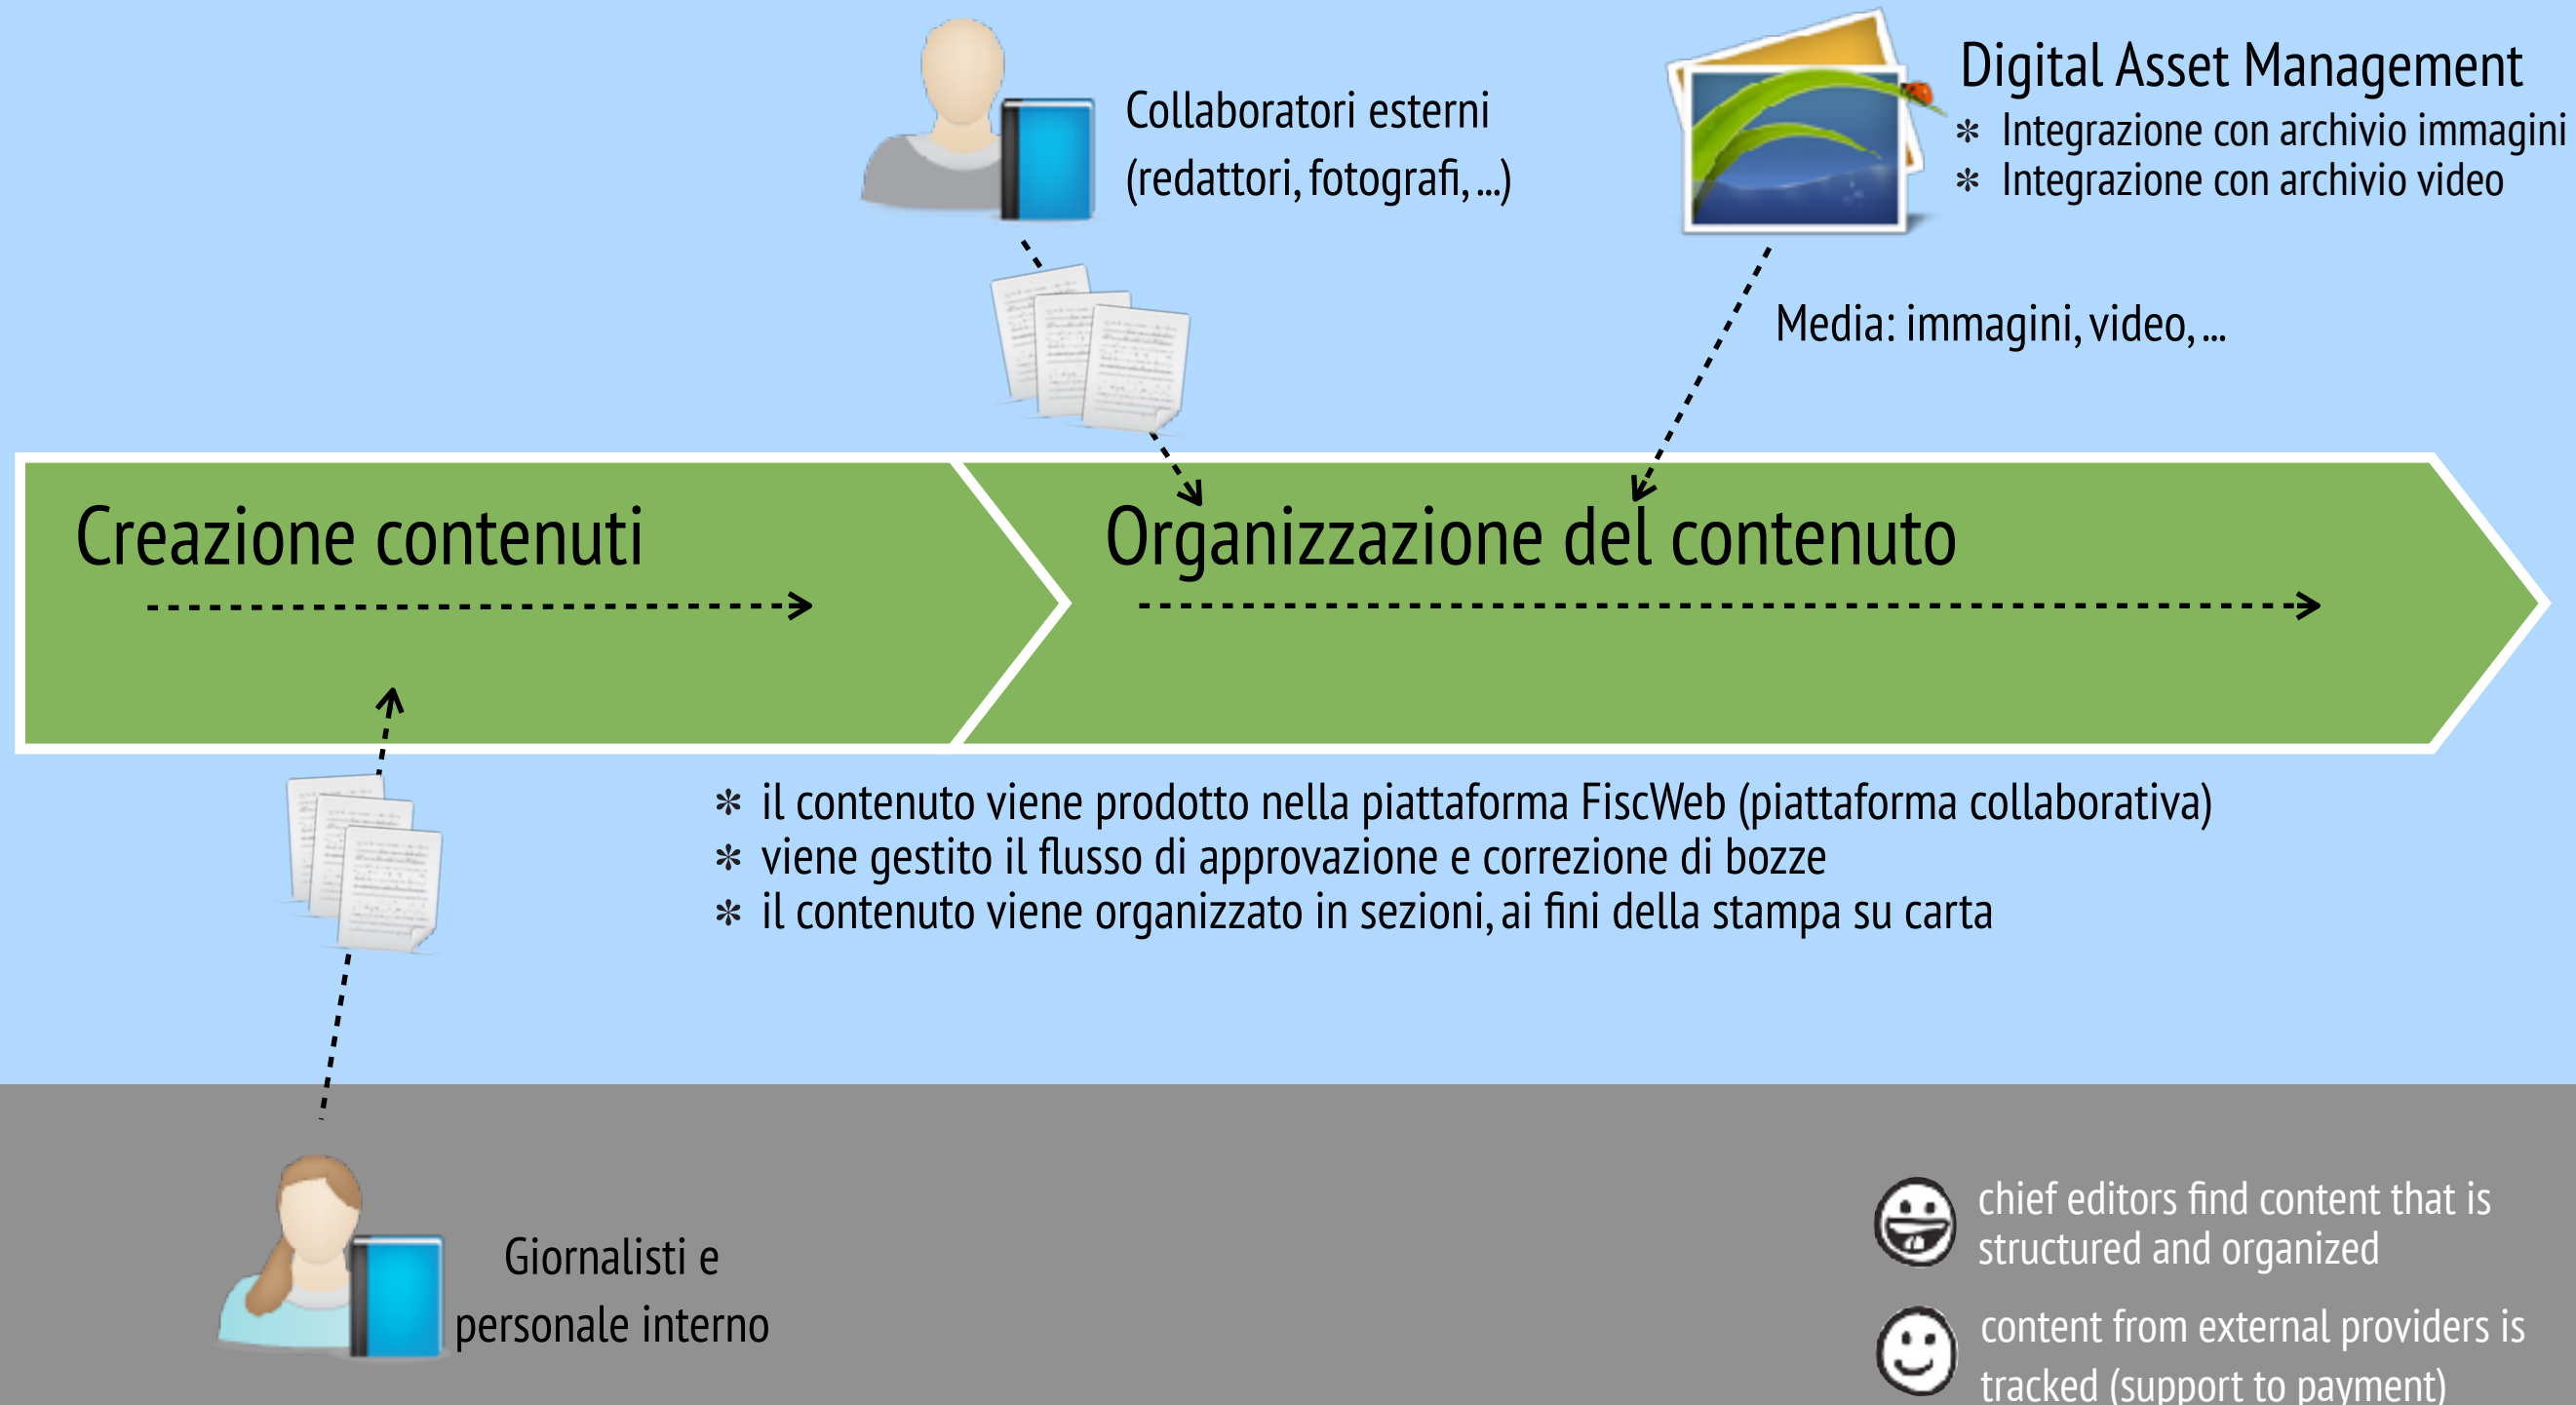 Collaboratori esterni
(redattori, fotografi, ...)
Digital Asset Management
✻ Integrazione con archivio immagini
✻ Integrazione con archivio video
Media: immagini, video, ...
Creazione contenuti
Organizzazione del contenuto
✻ il contenuto viene prodotto nella piattaforma FiscWeb (piattaforma collaborativa)
✻ viene gestito il flusso di approvazione e correzione di bozze
✻ il contenuto viene organizzato in sezioni, ai fini della stampa su carta
Giornalisti e
personale interno
chief editors find content that is
structured and organized
content from external providers is
tracked (support to payment)